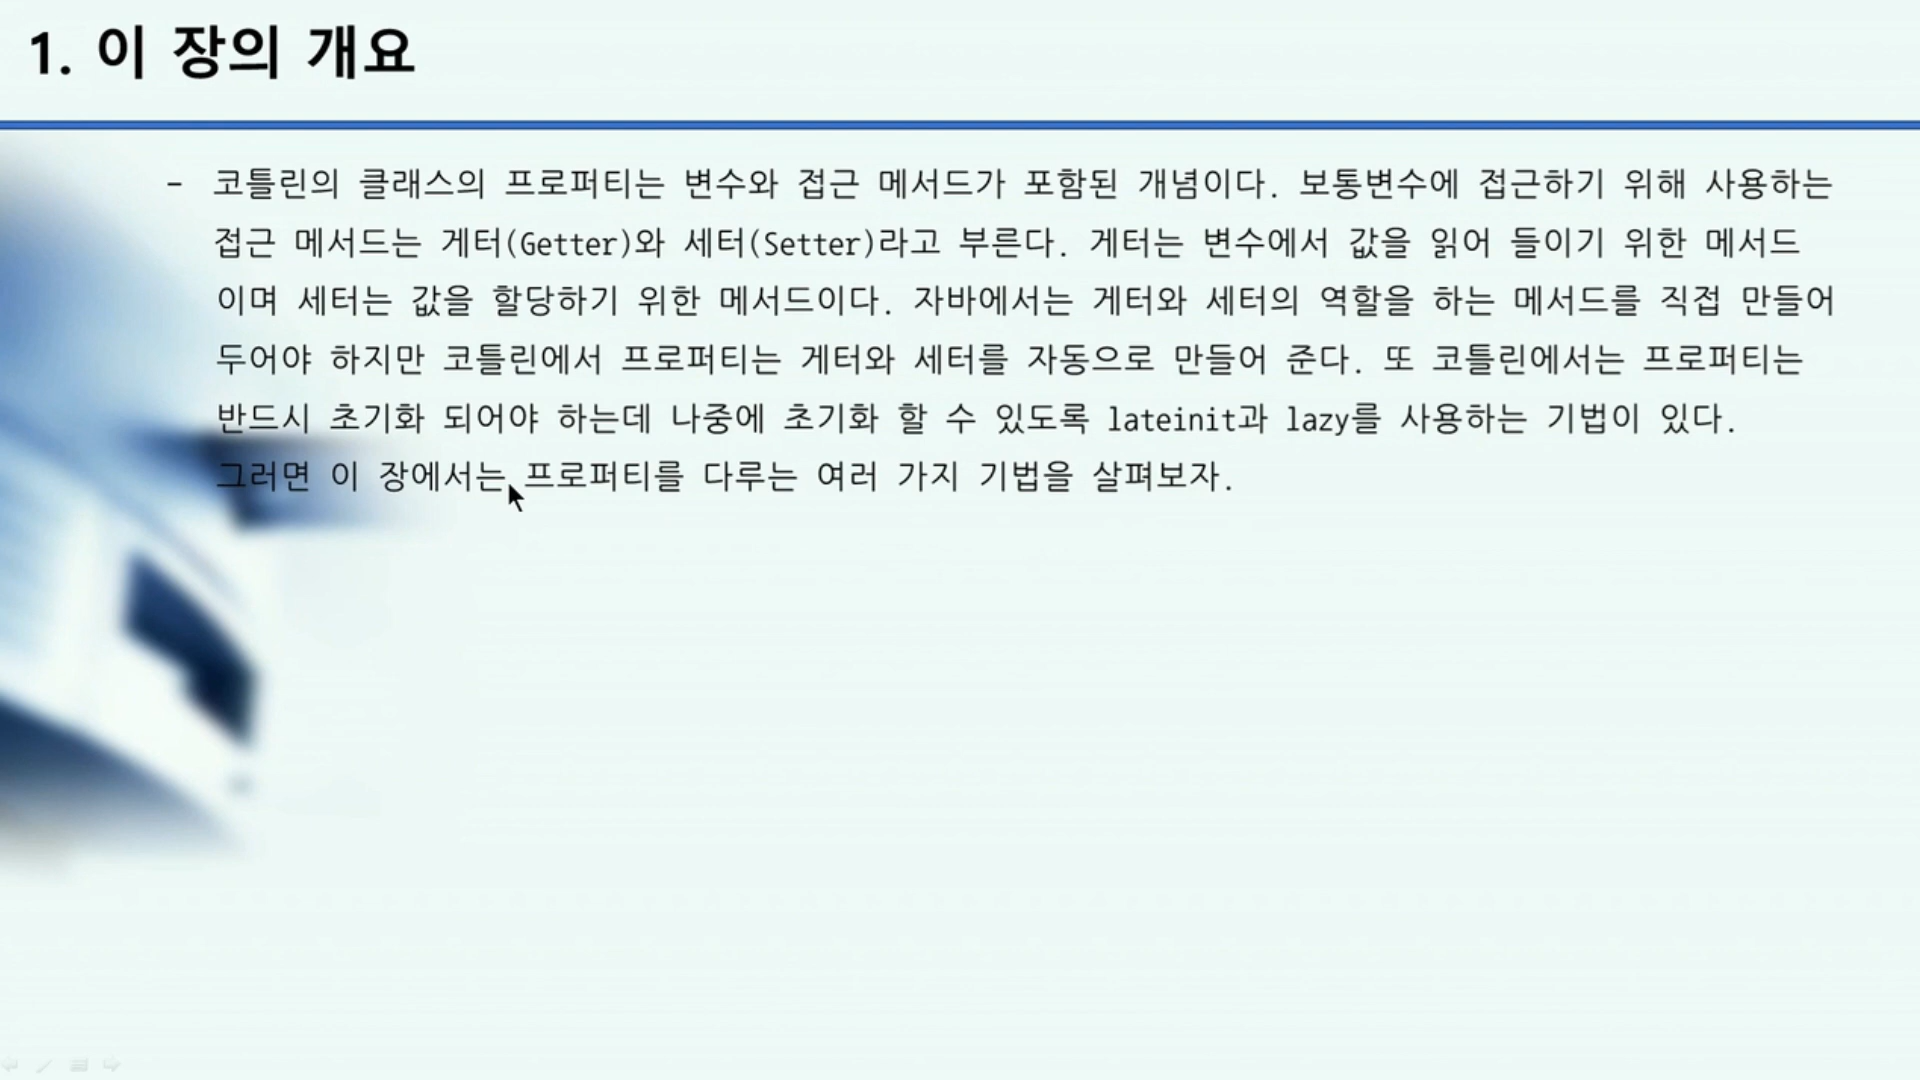 1. 이 장의 개요
- 코틀린의 클래스의 프로퍼티는 변수와 접근 메서드가 포함된 개념이다. 보통변수에 접근하기 위해 사용하는
접근 메서드는 게터(Getter)와 세터(Setter)라고 부른다. 게터는 변수에서 값을 읽어 들이기 위한 메서드
이며 세터는 값을 할당하기 위한 메서드이다. 자바에서는 게터와 세터의 역할을 하는 메서드를 직접 만들어
두어야 하지만 코틀린에서 프로퍼티는 게터와 세터를 자동으로 만들어 준다. 또 코틀린에서는 프로퍼티는
반드시 초기화 되어야 하는데 나중에 초기화 할 수 있도록 lateinit과 lazy를 사용하는 기법이 있다.
그러면 이 장에서는 프로퍼티를 다루는 여러 가지 기법을 살펴보자.